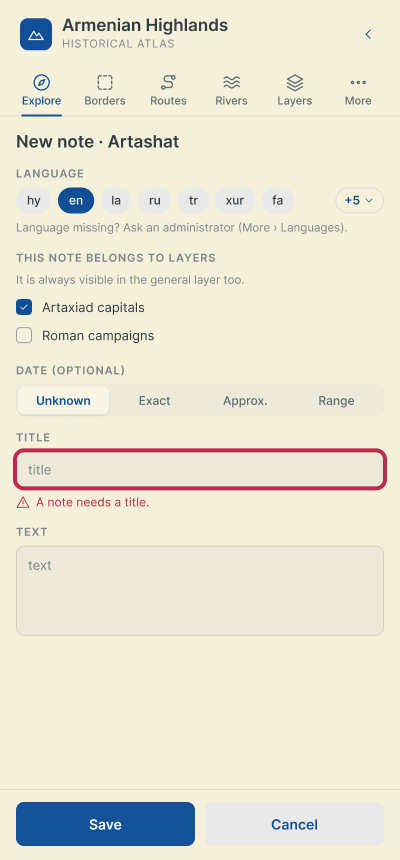 Armenian Highlands
HISTORICAL ATLAS
Explore Borders Routes Rivers Layers More
New note · Artashat
LANGUAGE
hy en la ru tr xur fa +5
Language missing? Ask an administrator (More › Languages).
THIS NOTE BELONGS TO LAYERS
It is always visible in the general layer too.
Artaxiad capitals
Roman campaigns
DATE (OPTIONAL)
Unknown Exact Approx. Range
TITLE
title
A note needs a title.
TEXT
text
Save Cancel